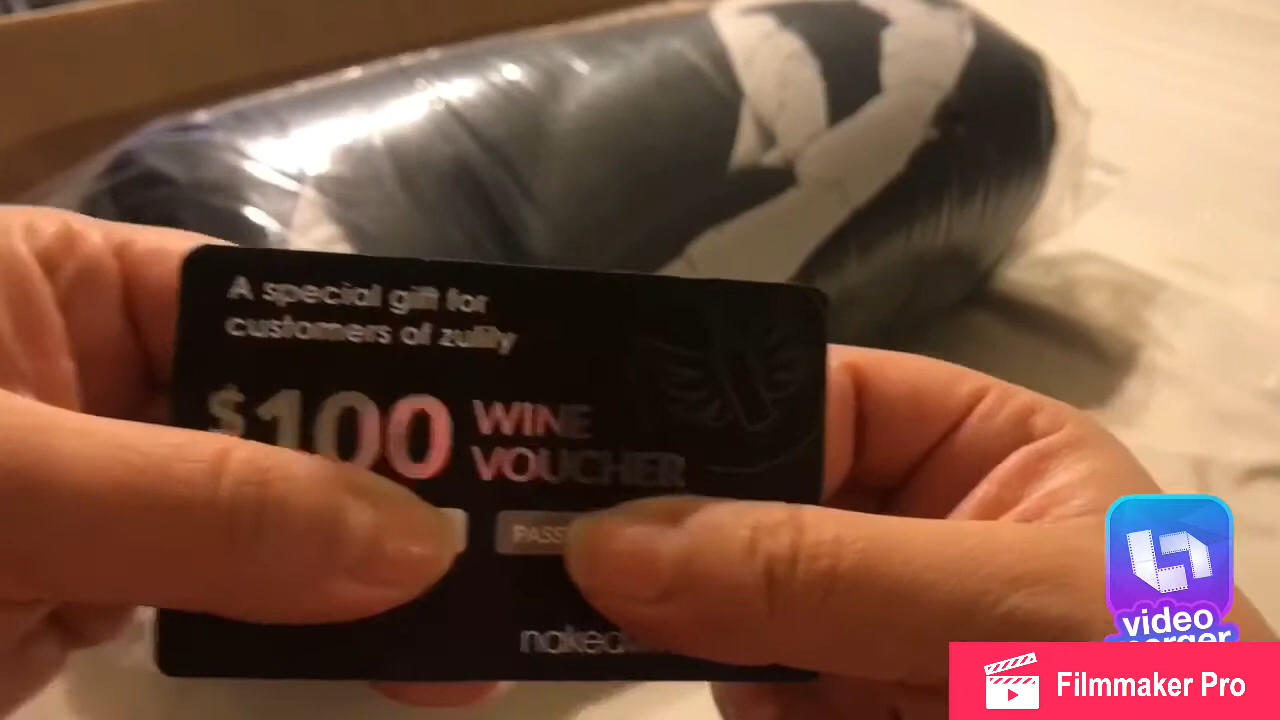 A special gift for
customers of zulily
$100 WINE
VOUCHER
video
Filmmaker Pro